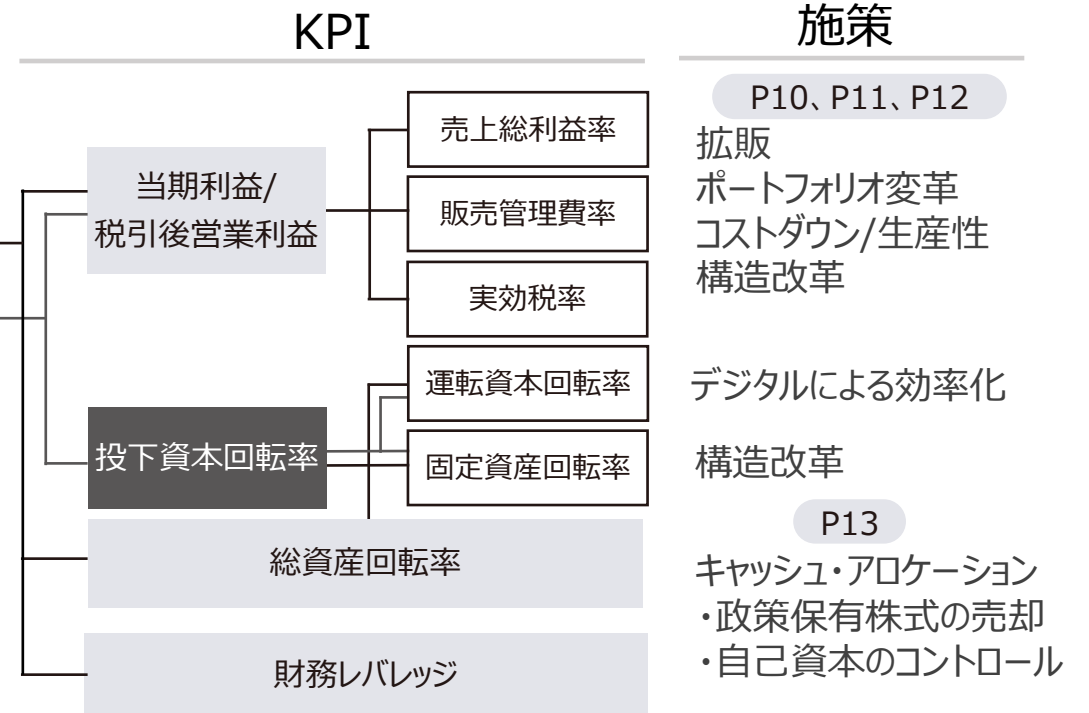 KPI
施策
当期利益/
税引後営業利益
売上総利益率
販売管理費率
実効税率
P10、P11、P12
拡販
ポートフォリオ変革
コストダウン/生産性
構造改革
投下資本回転率
運転資本回転率
固定資産回転率
デジタルによる効率化
構造改革
総資産回転率
財務レバレッジ
P13
キャッシュ・アロケーション
・政策保有株式の売却
・自己資本のコントロール